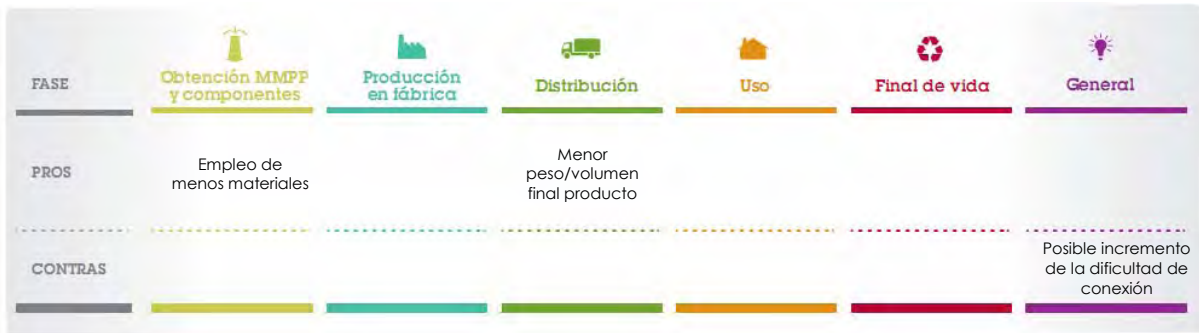 FASE
Obtención MMPP
y componentes
Producción
en fábrica
Distribución
Uso
Final de vida
General
PROS
Empleo de
menos materiales
Menor
peso/volumen
final producto
CONTRAS
Posible incremento
de la dificultad de
conexión